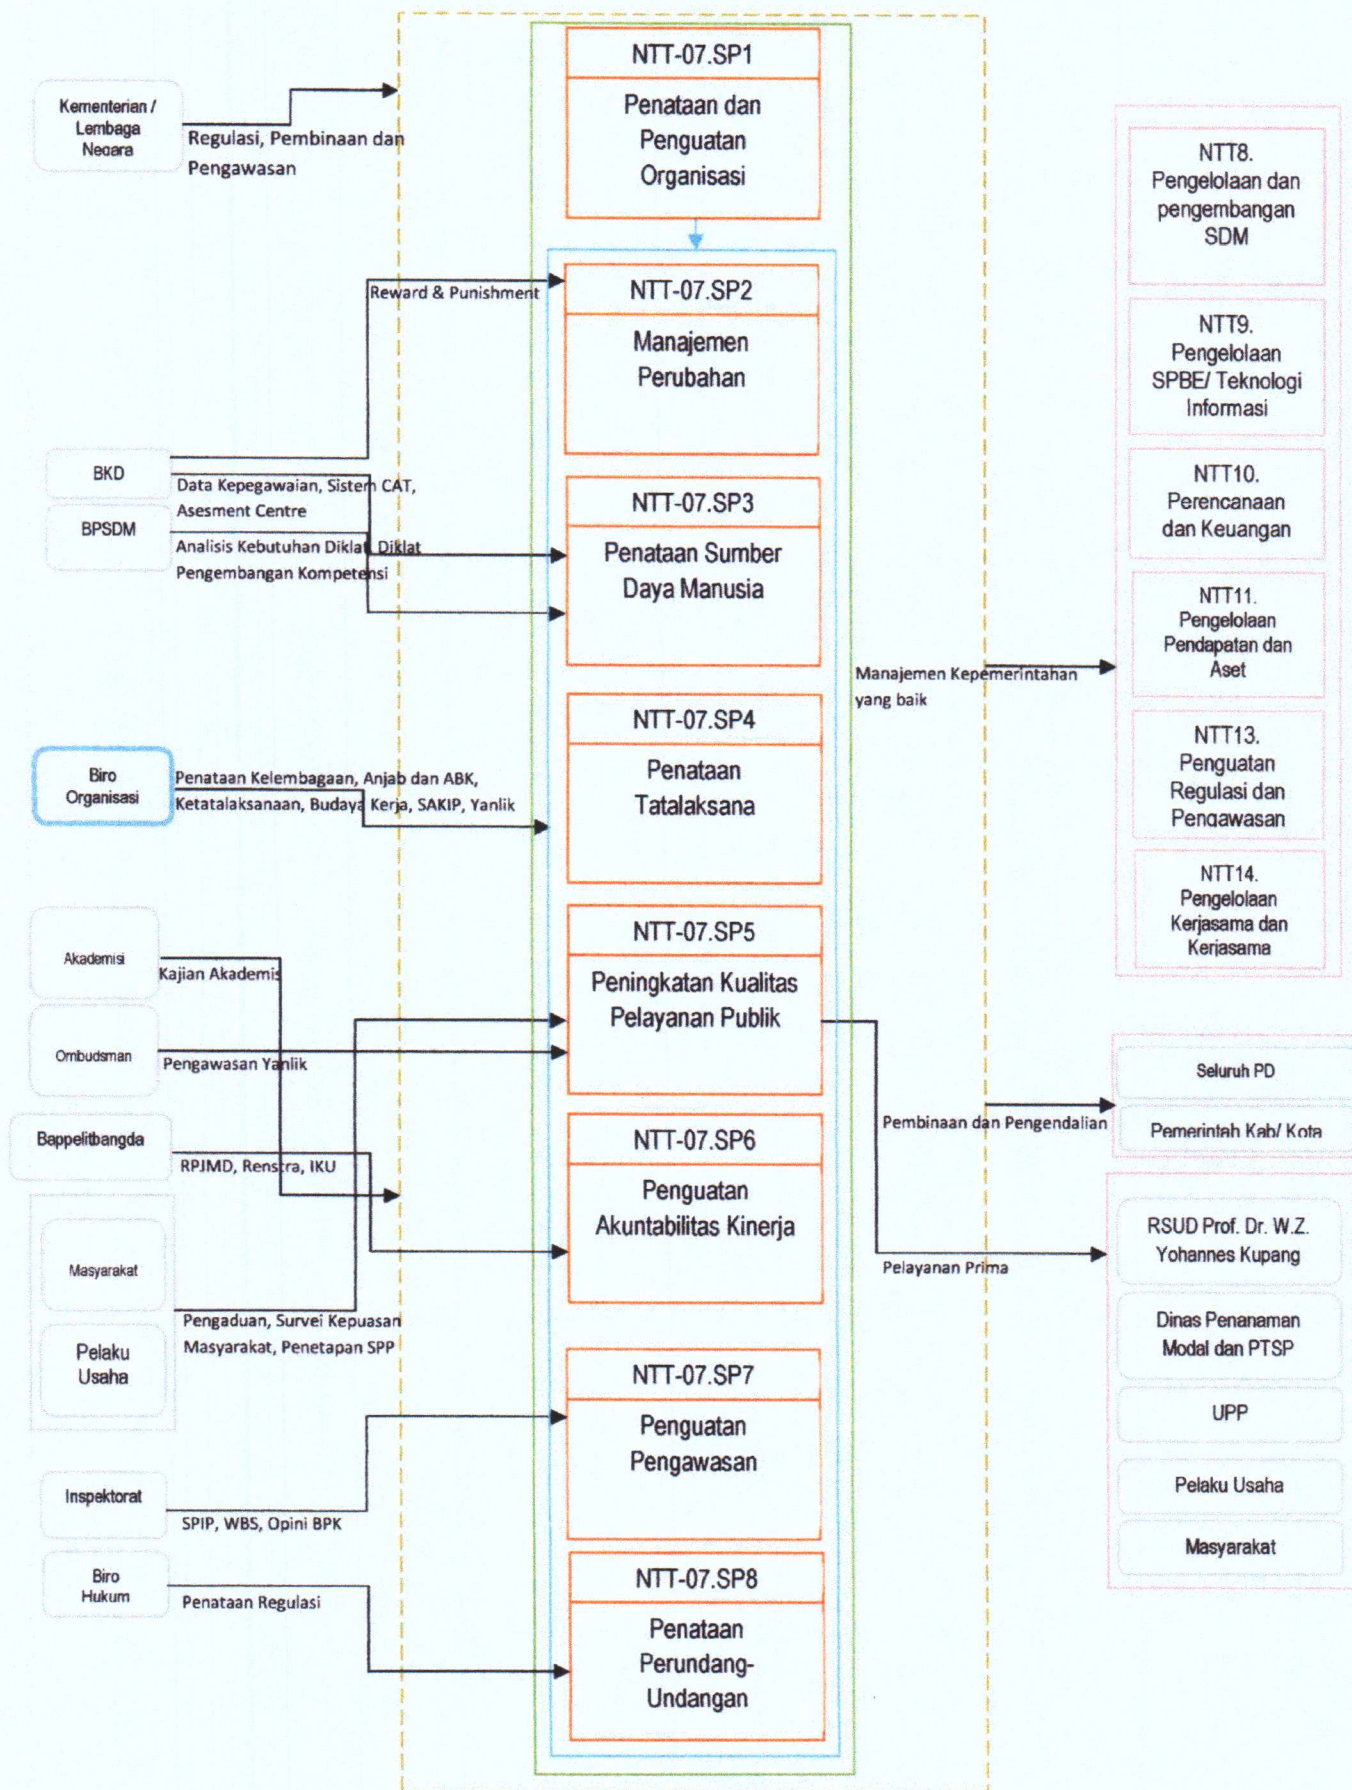 Kementerian /
Lembaga
Negara
Regulasi, Pembinaan dan
Pengawasan
BKD
Reward & Punishment
Data Kepegawaian, Sistem CAT,
Asesment Centre
BPSDM
Analisis Kebutuhan Diklat, Diklat
Pengembangan Kompetensi
Biro
Organisasi
Penataan Kelembagaan, Anjab dan ABK,
Ketatalaksanaan, Budaya Kerja, SAKIP, Yanlik
Akademisi
Kajian Akademis
Ombudsman
Pengawasan Yanlik
Bappelitbangda
RPJMD, Renstra, IKU
Masyarakat
Pelaku
Usaha
Pengaduan, Survei Kepuasan
Masyarakat, Penetapan SPP
Inspektorat
SPIP, WBS, Opini BPK
Biro
Hukum
Penataan Regulasi
NTT-07.SP1
Penataan dan
Penguatan
Organisasi
NTT-07.SP2
Manajemen
Perubahan
NTT-07.SP3
Penataan Sumber
Daya Manusia
NTT-07.SP4
Penataan
Tatalaksana
NTT-07.SP5
Peningkatan Kualitas
Pelayanan Publik
NTT-07.SP6
Penguatan
Akuntabilitas Kinerja
NTT-07.SP7
Penguatan
Pengawasan
NTT-07.SP8
Penataan
Perundang-
Undangan
Manajemen Kepemerintahan
yang baik
Pembinaan dan Pengendalian
Pelayanan Prima
NTT8.
Pengelolaan dan
pengembangan
SDM
NTT9.
Pengelolaan
SPBE/ Teknologi
Informasi
NTT10.
Perencanaan
dan Keuangan
NTT11.
Pengelolaan
Pendapatan dan
Aset
NTT13.
Penguatan
Regulasi dan
Pengawasan
NTT14.
Pengelolaan
Kerjasama dan
Kerjasama
Seluruh PD
Pemerintah Kab/ Kota
RSUD Prof. Dr. W.Z.
Yohannes Kupang
Dinas Penanaman
Modal dan PTSP
UPP
Pelaku Usaha
Masyarakat